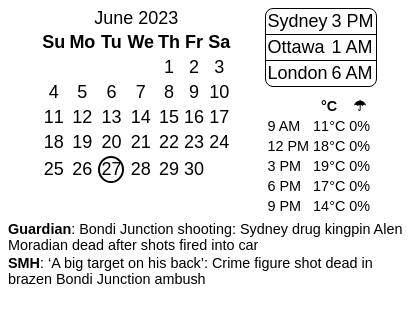 June 2023
Su Mo Tu We Th Fr Sa
1 2 3
4 5 6 7 8 9 10
11 12 13 14 15 16 17
18 19 20 21 22 23 24
25 26 27 28 29 30
Sydney 3 PM
Ottawa 1 AM
London 6 AM
°C ☂
9 AM 11°C 0%
12 PM 18°C 0%
3 PM 19°C 0%
6 PM 17°C 0%
9 PM 14°C 0%
Guardian: Bondi Junction shooting: Sydney drug kingpin Alen
Moradian dead after shots fired into car
SMH: ‘A big target on his back’: Crime figure shot dead in
brazen Bondi Junction ambush